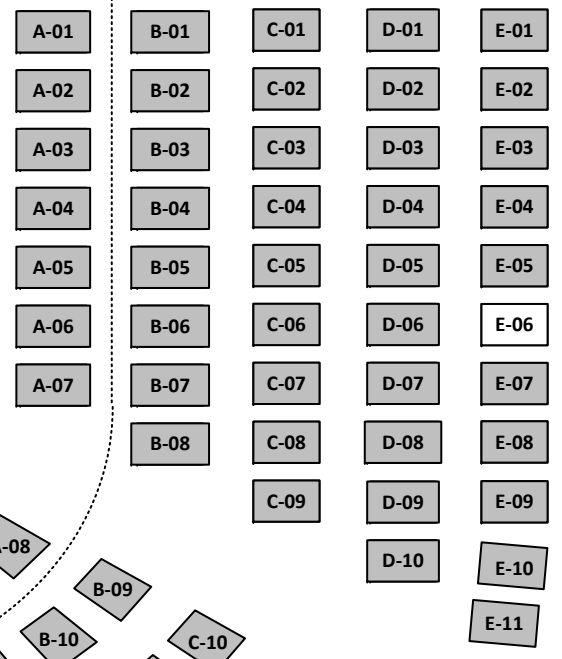 A-01 B-01 C-01 D-01 E-01
A-02 B-02 C-02 D-02 E-02
A-03 B-03 C-03 D-03 E-03
A-04 B-04 C-04 D-04 E-04
A-05 B-05 C-05 D-05 E-05
A-06 B-06 C-06 D-06 E-06
A-07 B-07 C-07 D-07 E-07
B-08 C-08 D-08 E-08
C-09 D-09 E-09
-08 D-10 E-10
B-09 E-11
B-10 C-10